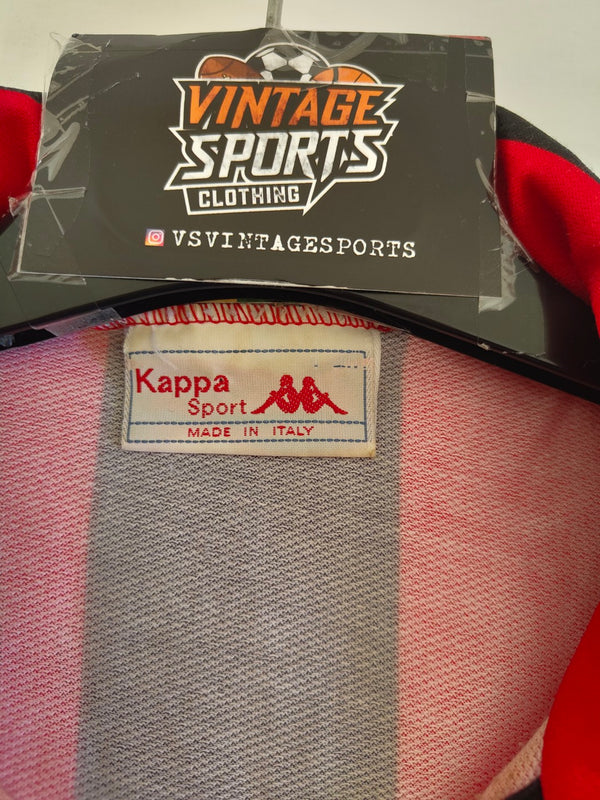 VINTAGE
SPORTS
CLOTHING
VSVINTAGESPORTS
Kappa
Sport
MADE IN ITALY